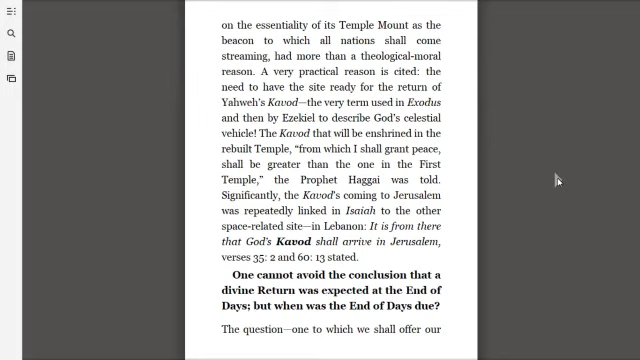 on the essentiality of its Temple Mount as the
beacon to which all nations shall come
streaming, had more than a theological-moral
reason. A very practical reason is cited: the
need to have the site ready for the return of
Yahweh's Kavod—the very term used in Exodus
and then by Ezekiel to describe God's celestial
vehicle! The Kavod that will be enshrined in the
rebuilt Temple, “from which I shall grant peace,
shall be greater than the one in the First
Temple,” the Prophet Haggai was told.
Significantly, the Kavod's coming to Jerusalem
was repeatedly linked in Isaiah to the other
space-related site—in Lebanon: It is from there
that God's Kavod shall arrive in Jerusalem,
verses 35: 2 and 60: 13 stated.
One cannot avoid the conclusion that a
divine Return was expected at the End of
Days; but when was the End of Days due?
The question—one to which we shall offer our